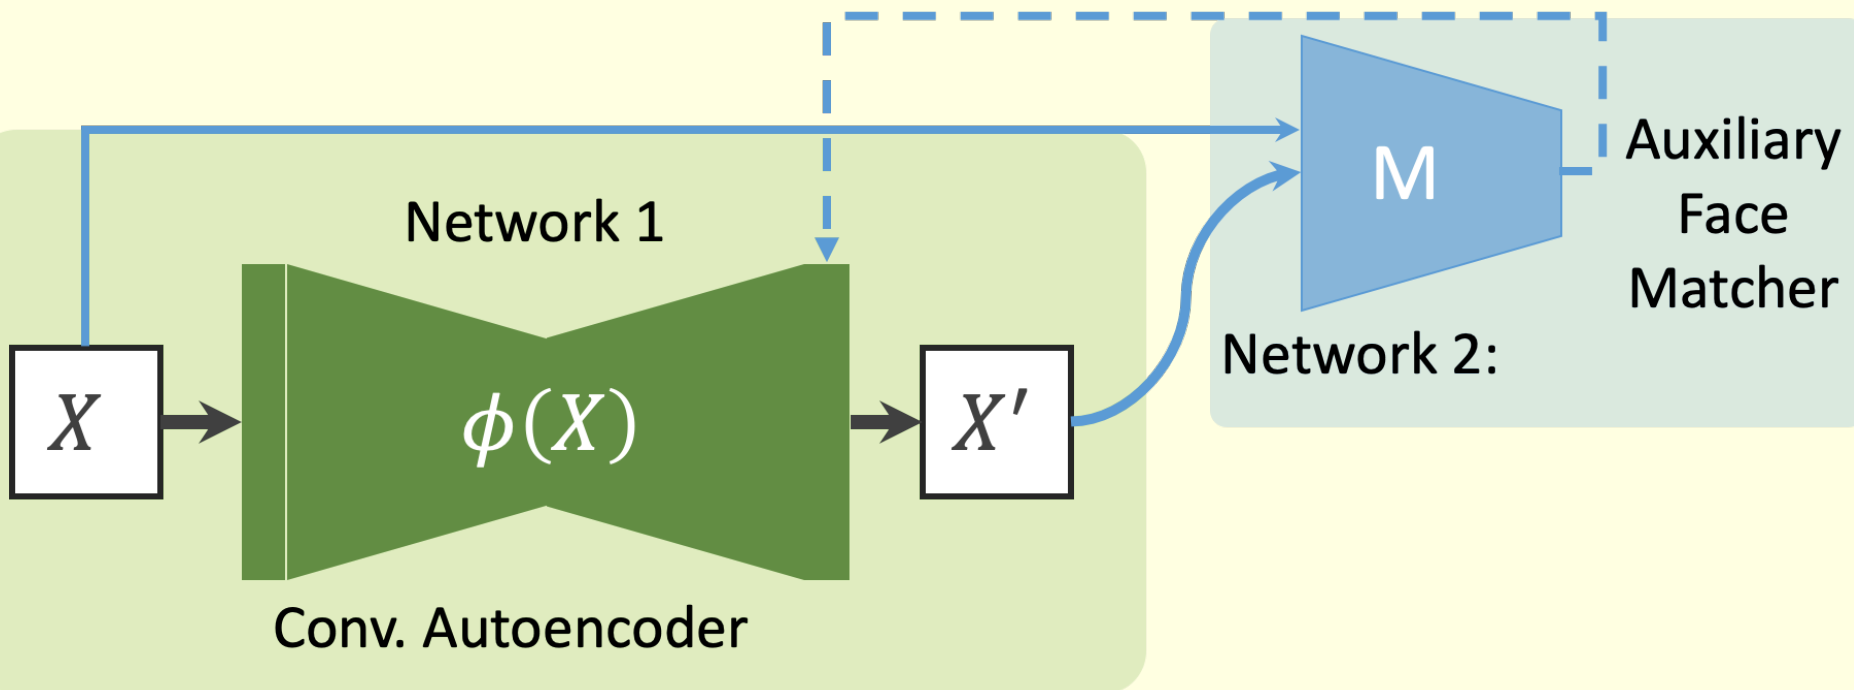 Network 1
X
ϕ(X)
X′
Conv. Autoencoder
M
Auxiliary
Face
Matcher
Network 2: